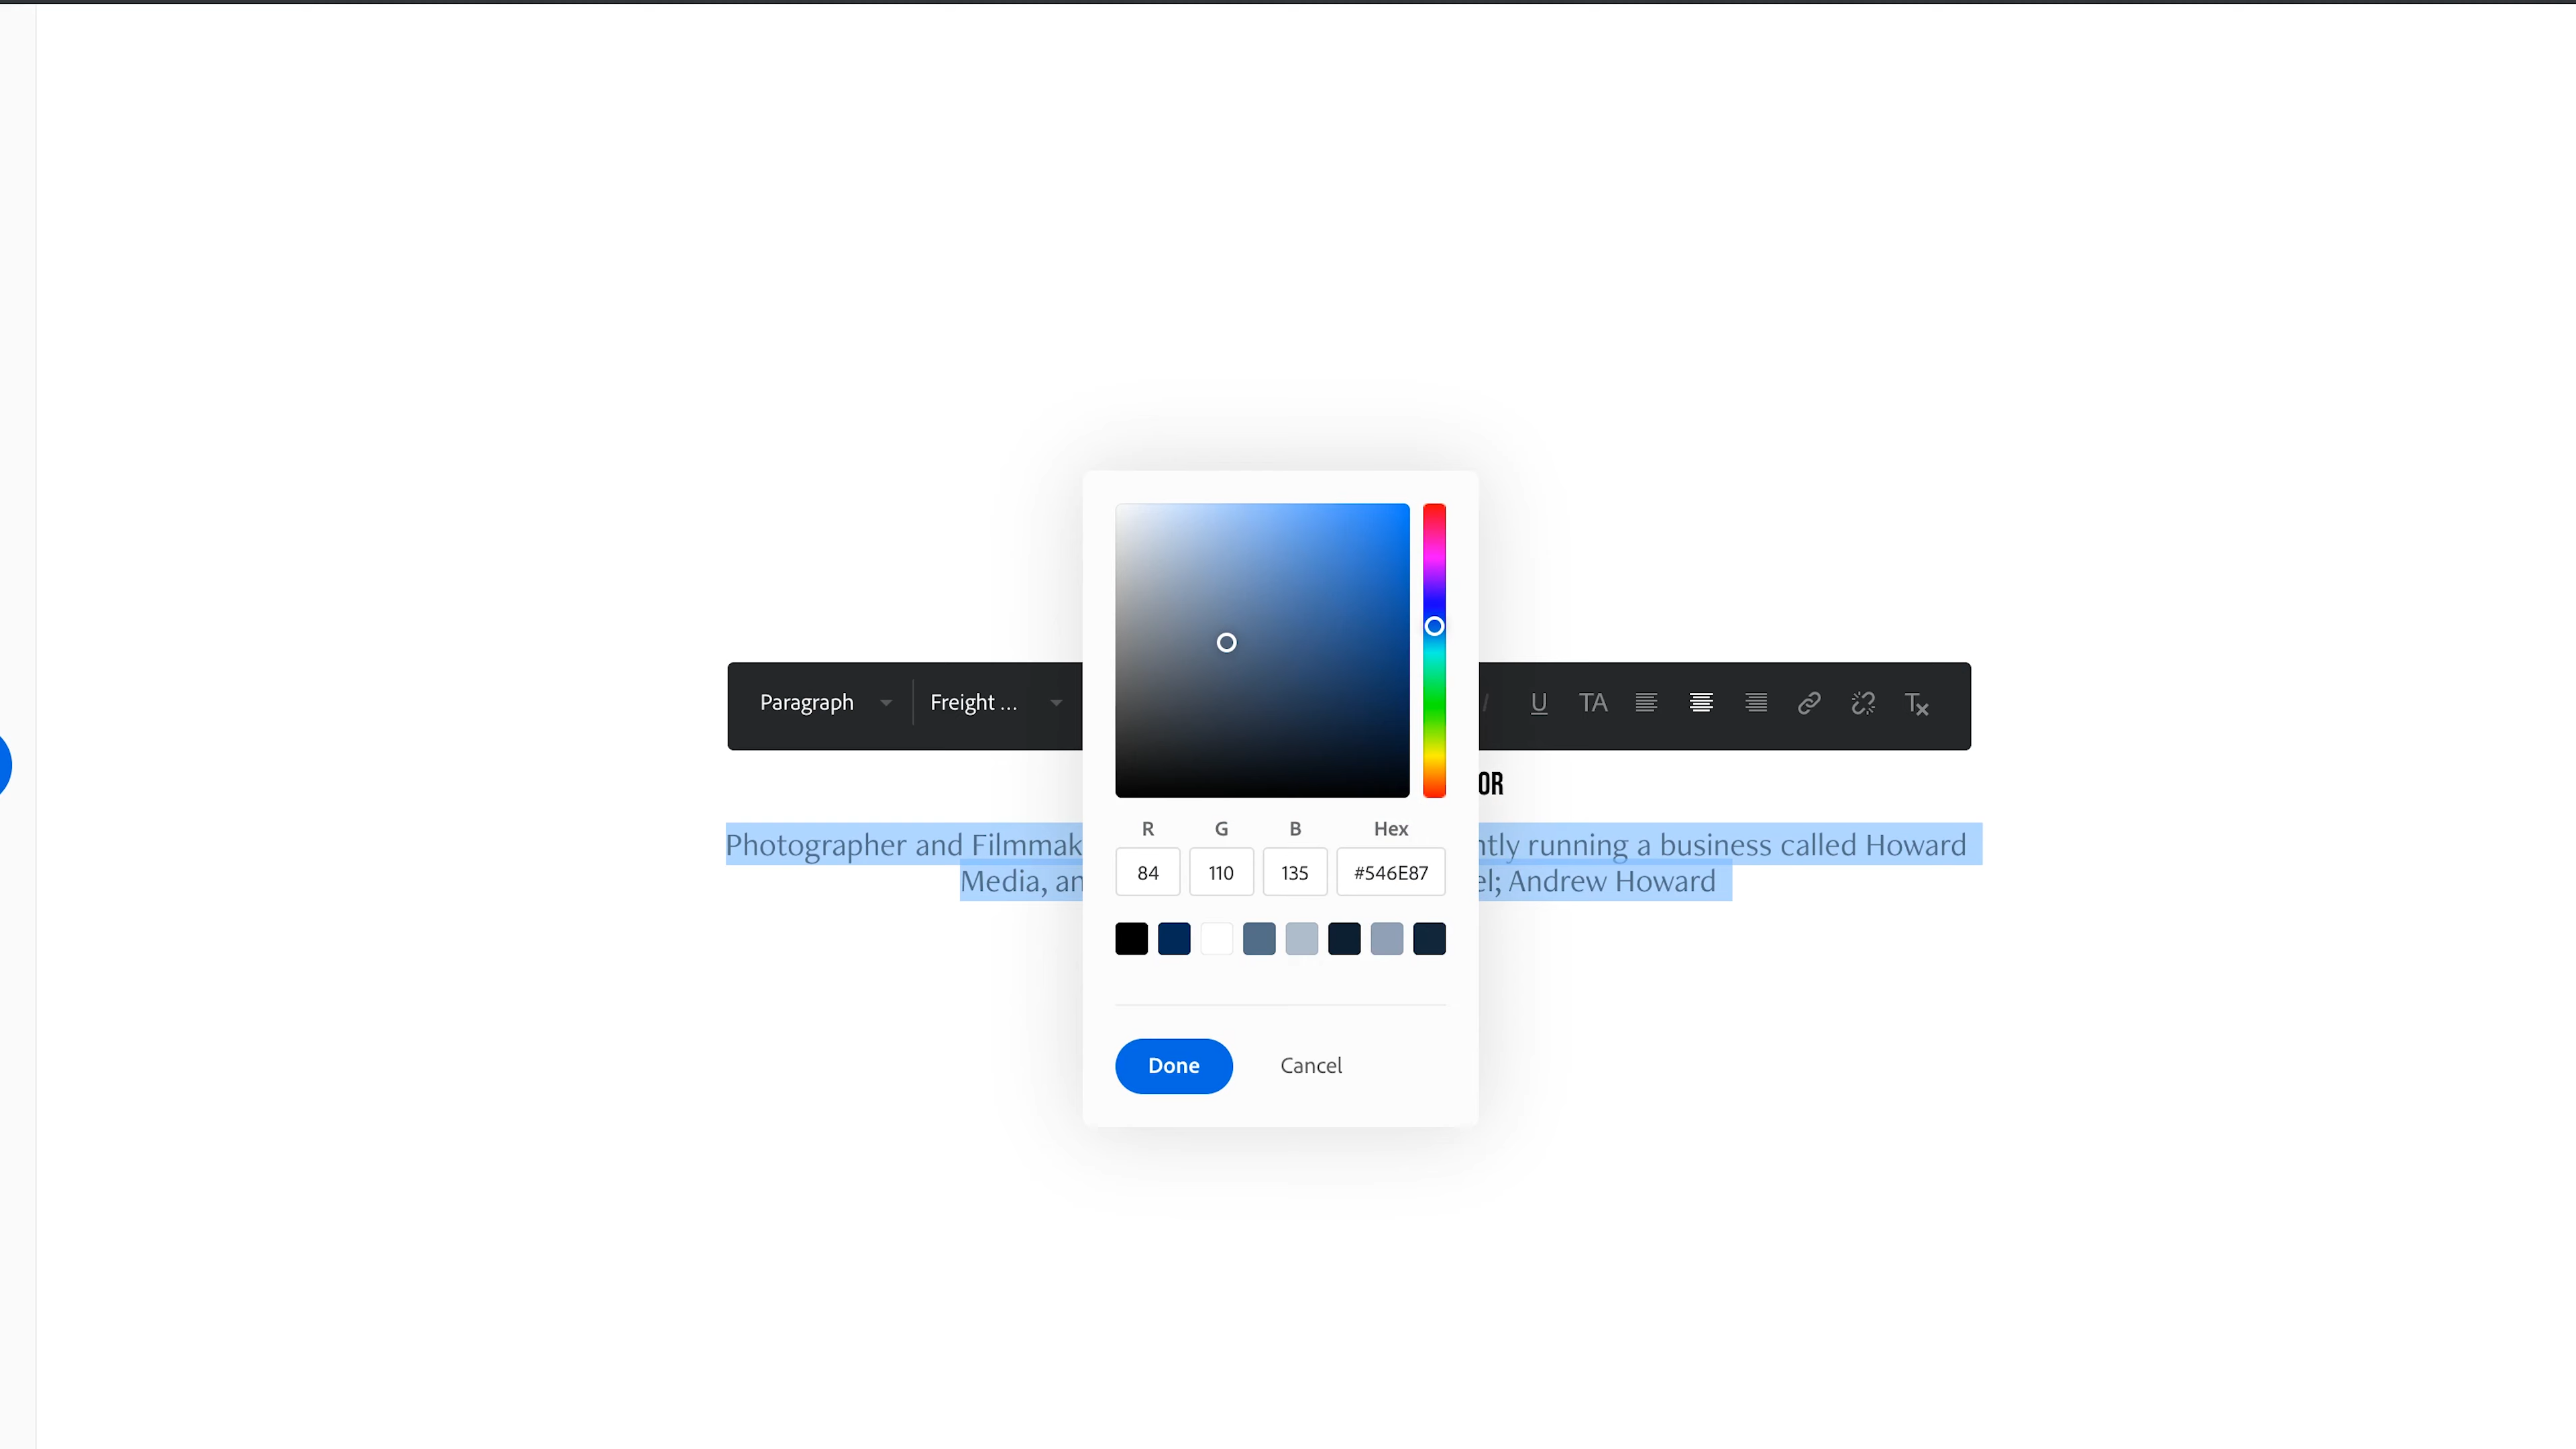 Paragraph Freight ... U TA Tx
OR
Photographer and Filmmak ntly running a business called Howard
Media, an el; Andrew Howard
R G B Hex
84 110 135 #546E87
Done Cancel